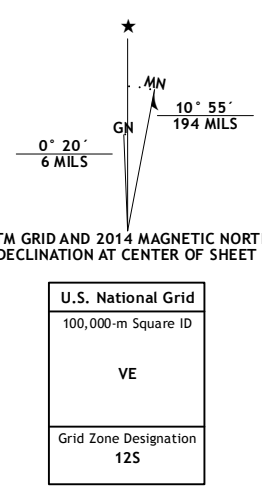 ★
MN
10° 55´
194 MILS
GN
0° 20´
6 MILS
TM GRID AND 2014 MAGNETIC NORT
DECLINATION AT CENTER OF SHEET
U.S. National Grid
100,000-m Square ID
VE
Grid Zone Designation
12S